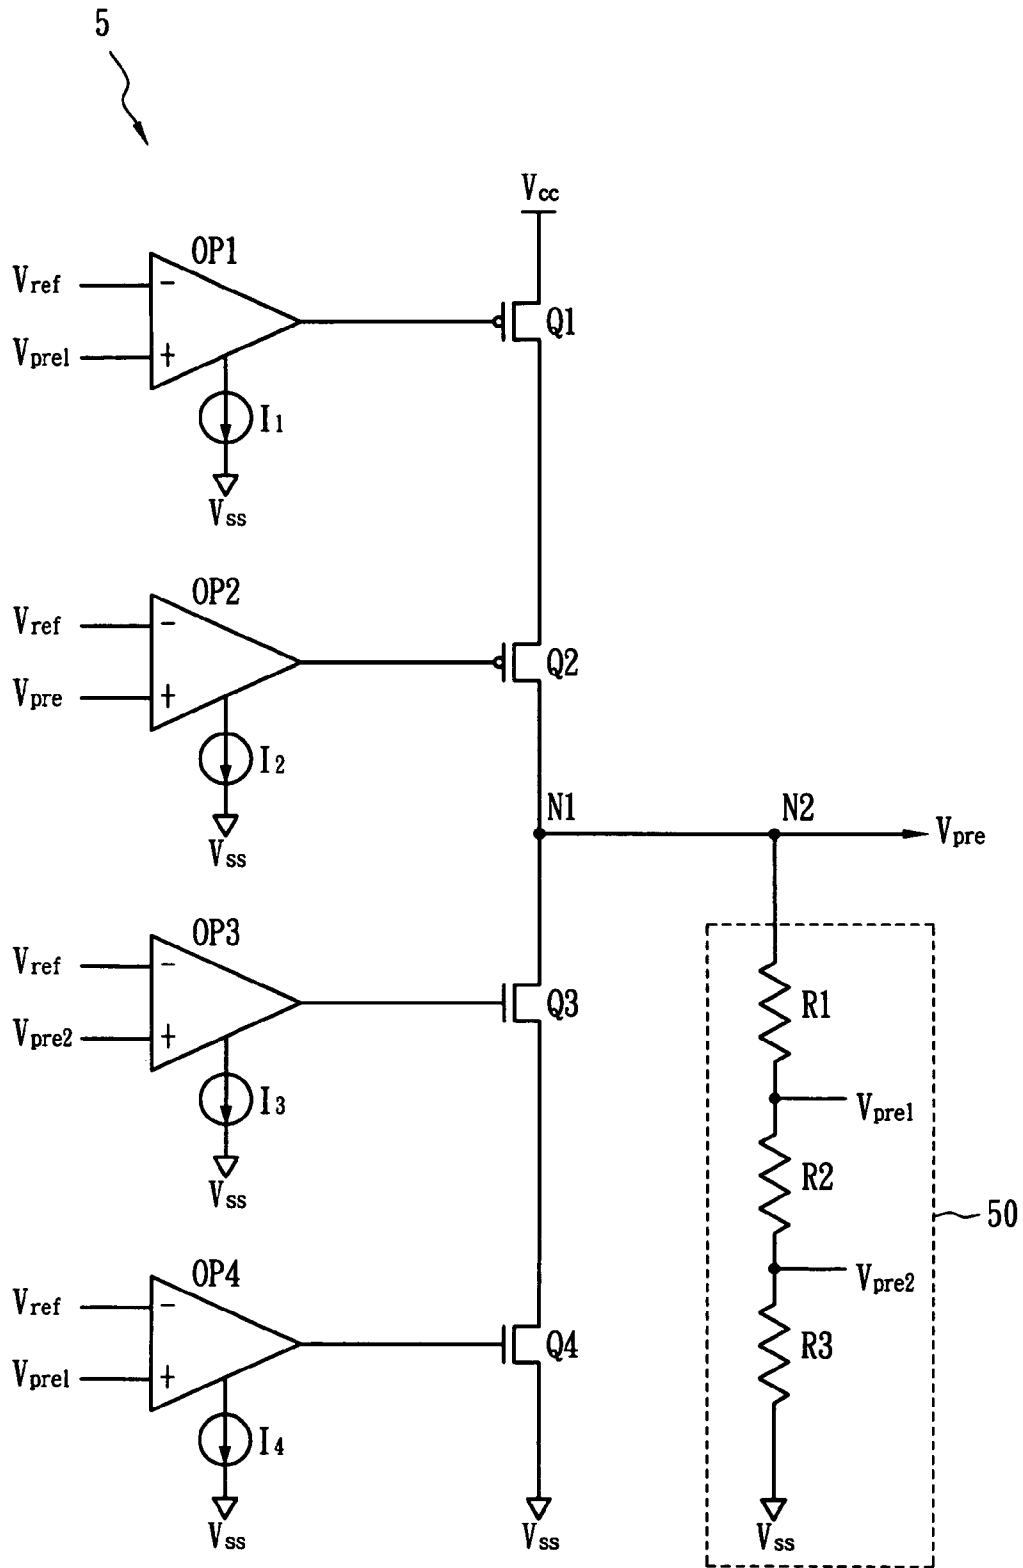 5
Vcc
OP1
Vref
−
Vpre1
+
Q1
I1
Vss
OP2
Vref
−
Vpre
+
Q2
I2
Vss
N1
N2
Vpre
OP3
Vref
−
Vpre2
+
Q3
R1
I3
Vss
Vpre1
R2
50
OP4
Vref
−
Vpre1
+
Q4
Vpre2
R3
I4
Vss
Vss
Vss